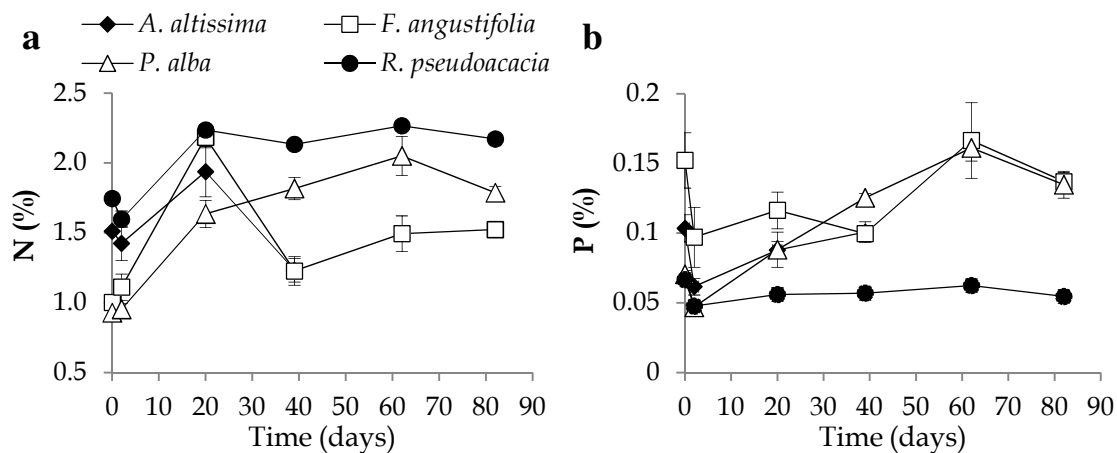 a
A. altissima
F. angustifolia
b
P. alba
R. pseudoacacia
2.5
2.0
1.5
1.0
0.5
N (%)
0 10 20 30 40 50 60 70 80 90
Time (days)
0.2
0.15
0.1
0.05
0
P (%)
0 10 20 30 40 50 60 70 80 90
Time (days)